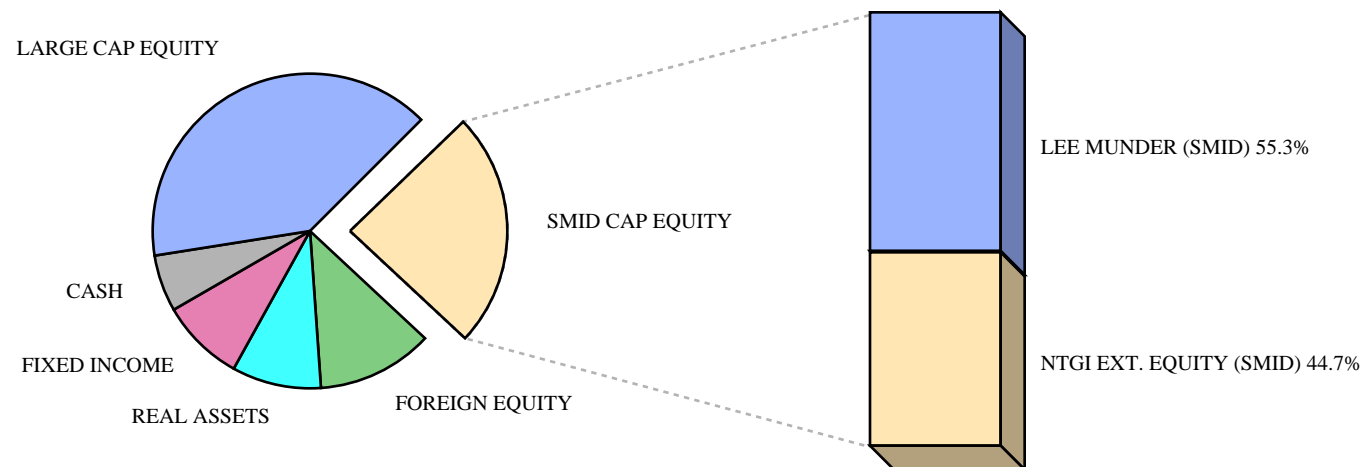 LARGE CAP EQUITY
LEE MUNDER (SMID) 55.3%
SMID CAP EQUITY
CASH
FIXED INCOME
NTGI EXT. EQUITY (SMID) 44.7%
FOREIGN EQUITY
REAL ASSETS